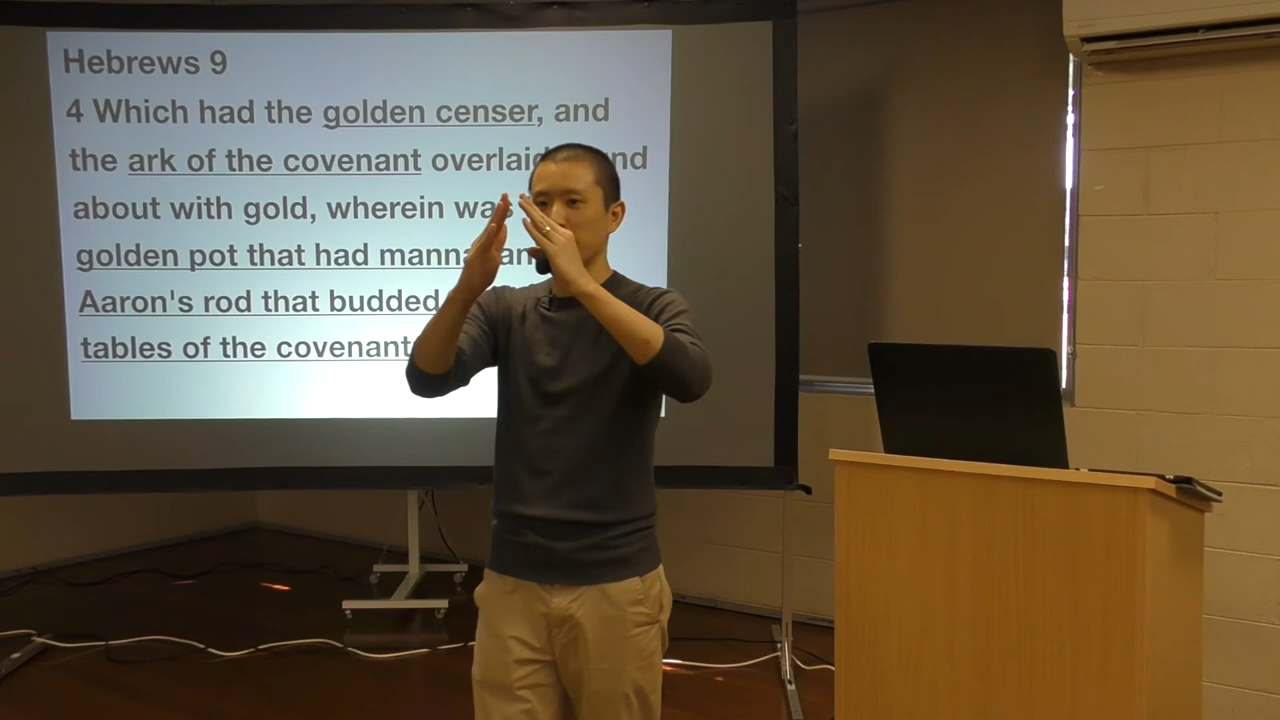 Hebrews 9
4 Which had the golden censer, and
the ark of the covenant overlaid
about with gold, wherein was
golden pot that had manna
Aaron's rod that budded
tables of the covenant